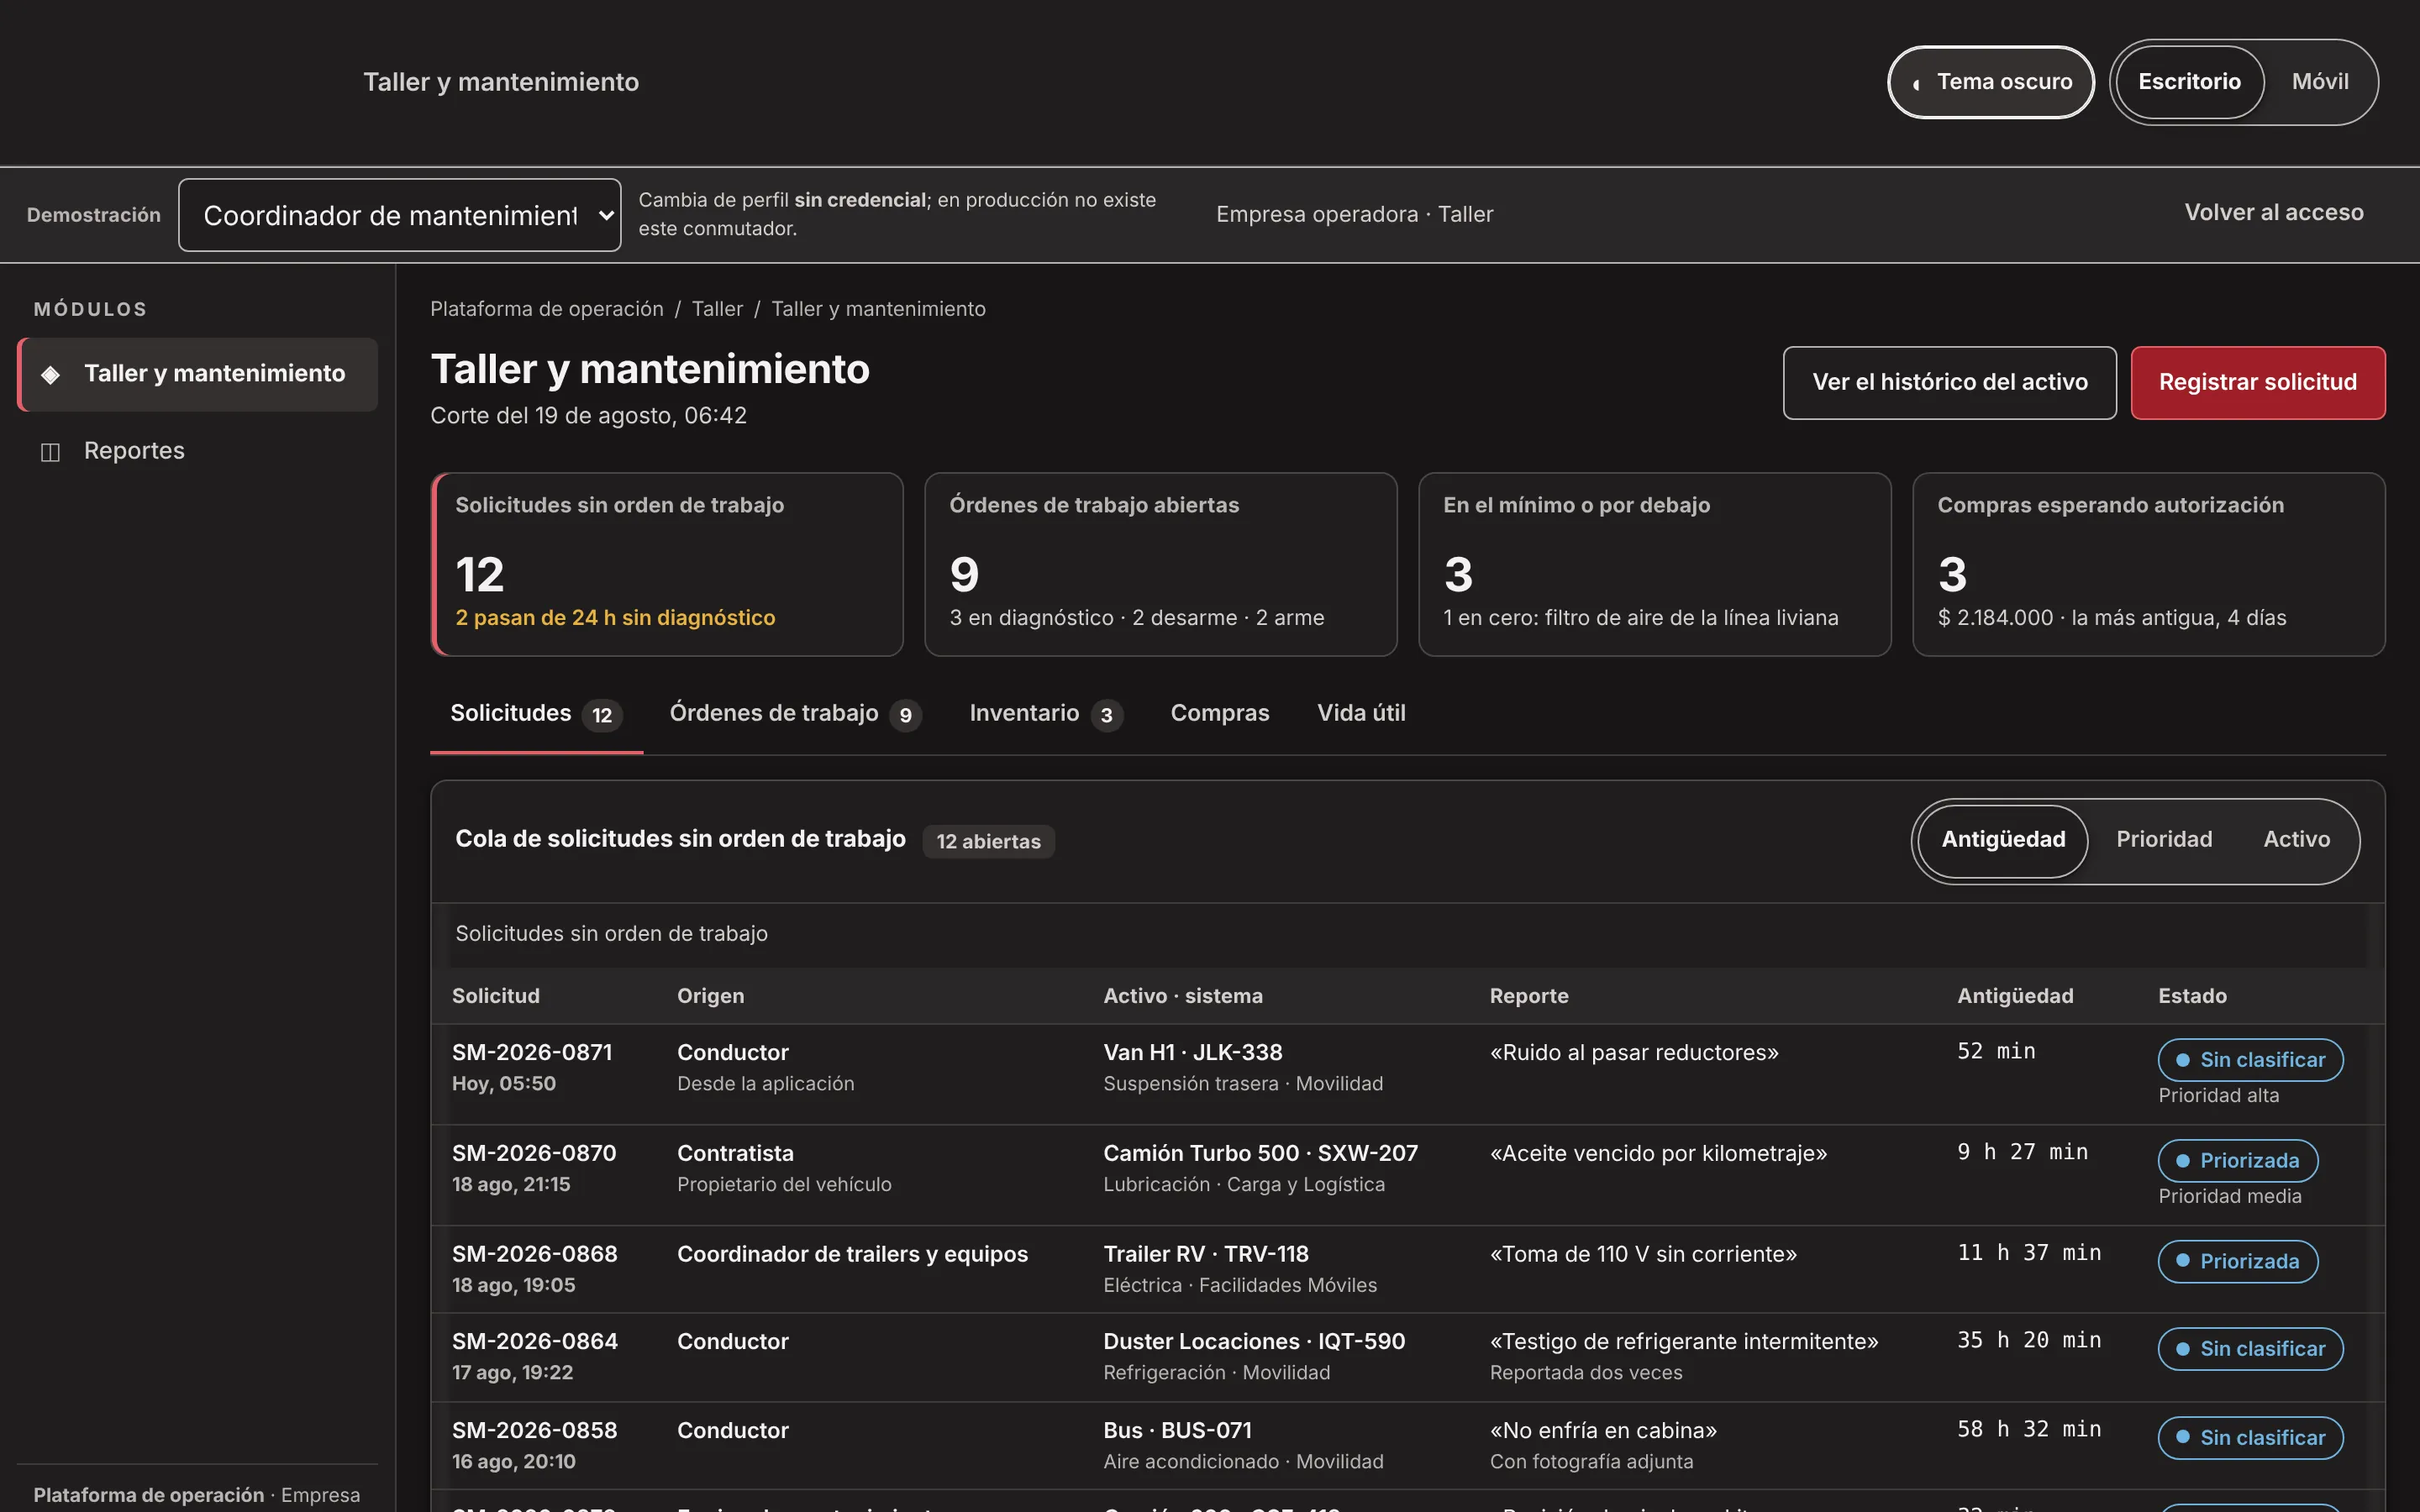 Taller y mantenimiento
Tema oscuro
Escritorio
Móvil
Demostración
Coordinador de mantenimient
Cambia de perfil sin credencial; en producción no existe
este conmutador.
Empresa operadora · Taller
Volver al acceso
MÓDULOS
Taller y mantenimiento
Reportes
Plataforma de operación · Empresa
Plataforma de operación / Taller / Taller y mantenimiento
Taller y mantenimiento
Corte del 19 de agosto, 06:42
Ver el histórico del activo
Registrar solicitud
Solicitudes sin orden de trabajo
12
2 pasan de 24 h sin diagnóstico
Órdenes de trabajo abiertas
9
3 en diagnóstico · 2 desarme · 2 arme
En el mínimo o por debajo
3
1 en cero: filtro de aire de la línea liviana
Compras esperando autorización
3
$ 2.184.000 · la más antigua, 4 días
Solicitudes 12
Órdenes de trabajo 9
Inventario 3
Compras
Vida útil
Cola de solicitudes sin orden de trabajo
12 abiertas
Antigüedad
Prioridad
Activo
Solicitudes sin orden de trabajo
Solicitud Origen Activo · sistema Reporte Antigüedad Estado
SM-2026-0871 Conductor Van H1 · JLK-338 «Ruido al pasar reductores» 52 min Sin clasificar
Hoy, 05:50 Desde la aplicación Suspensión trasera · Movilidad Prioridad alta
SM-2026-0870 Contratista Camión Turbo 500 · SXW-207 «Aceite vencido por kilometraje» 9 h 27 min Priorizada
18 ago, 21:15 Propietario del vehículo Lubricación · Carga y Logística Prioridad media
SM-2026-0868 Coordinador de trailers y equipos Trailer RV · TRV-118 «Toma de 110 V sin corriente» 11 h 37 min Priorizada
18 ago, 19:05 Eléctrica · Facilidades Móviles
SM-2026-0864 Conductor Duster Locaciones · IQT-590 «Testigo de refrigerante intermitente» 35 h 20 min Sin clasificar
17 ago, 19:22 Refrigeración · Movilidad Reportada dos veces
SM-2026-0858 Conductor Bus · BUS-071 «No enfría en cabina» 58 h 32 min Sin clasificar
16 ago, 20:10 Aire acondicionado · Movilidad Con fotografía adjunta